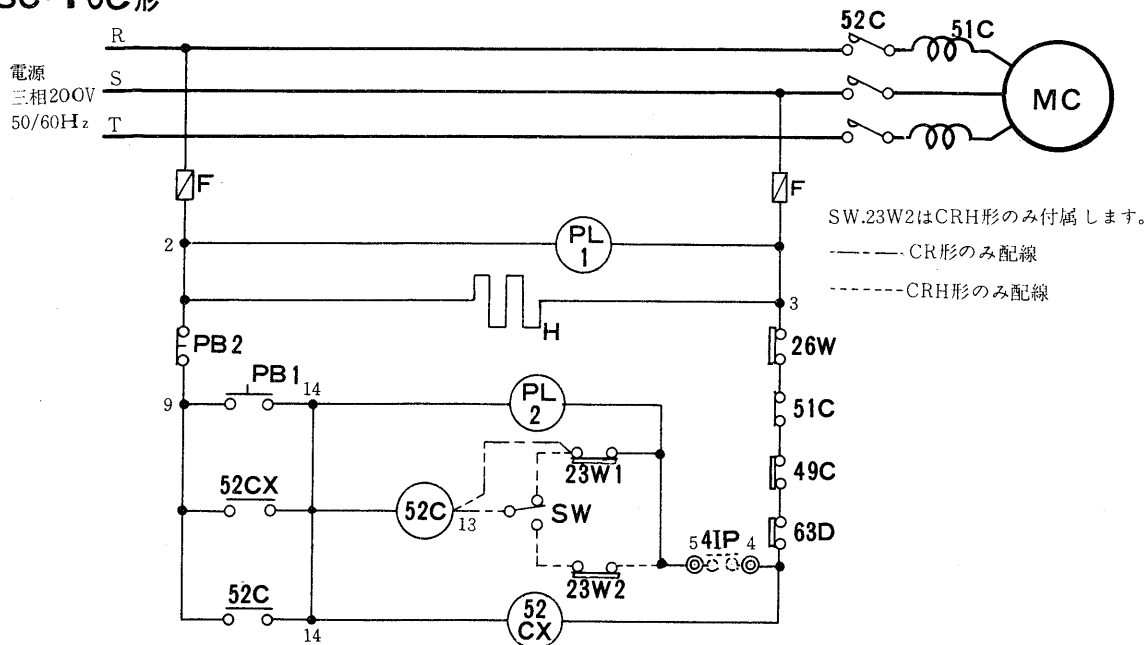 R
52C
51C
電源
S
三相200V
MC
50/60Hz
T
F
F
SW.23W2はCRH形のみ付属します。
2
PL
1
CR形のみ配線
CRH形のみ配線
3
H
PB2
26W
PB1
14
9
PL
2
51C
23W1
49C
52CX
52C
13
SW
63D
5
4IP
4
23W2
52C
52
CX
14